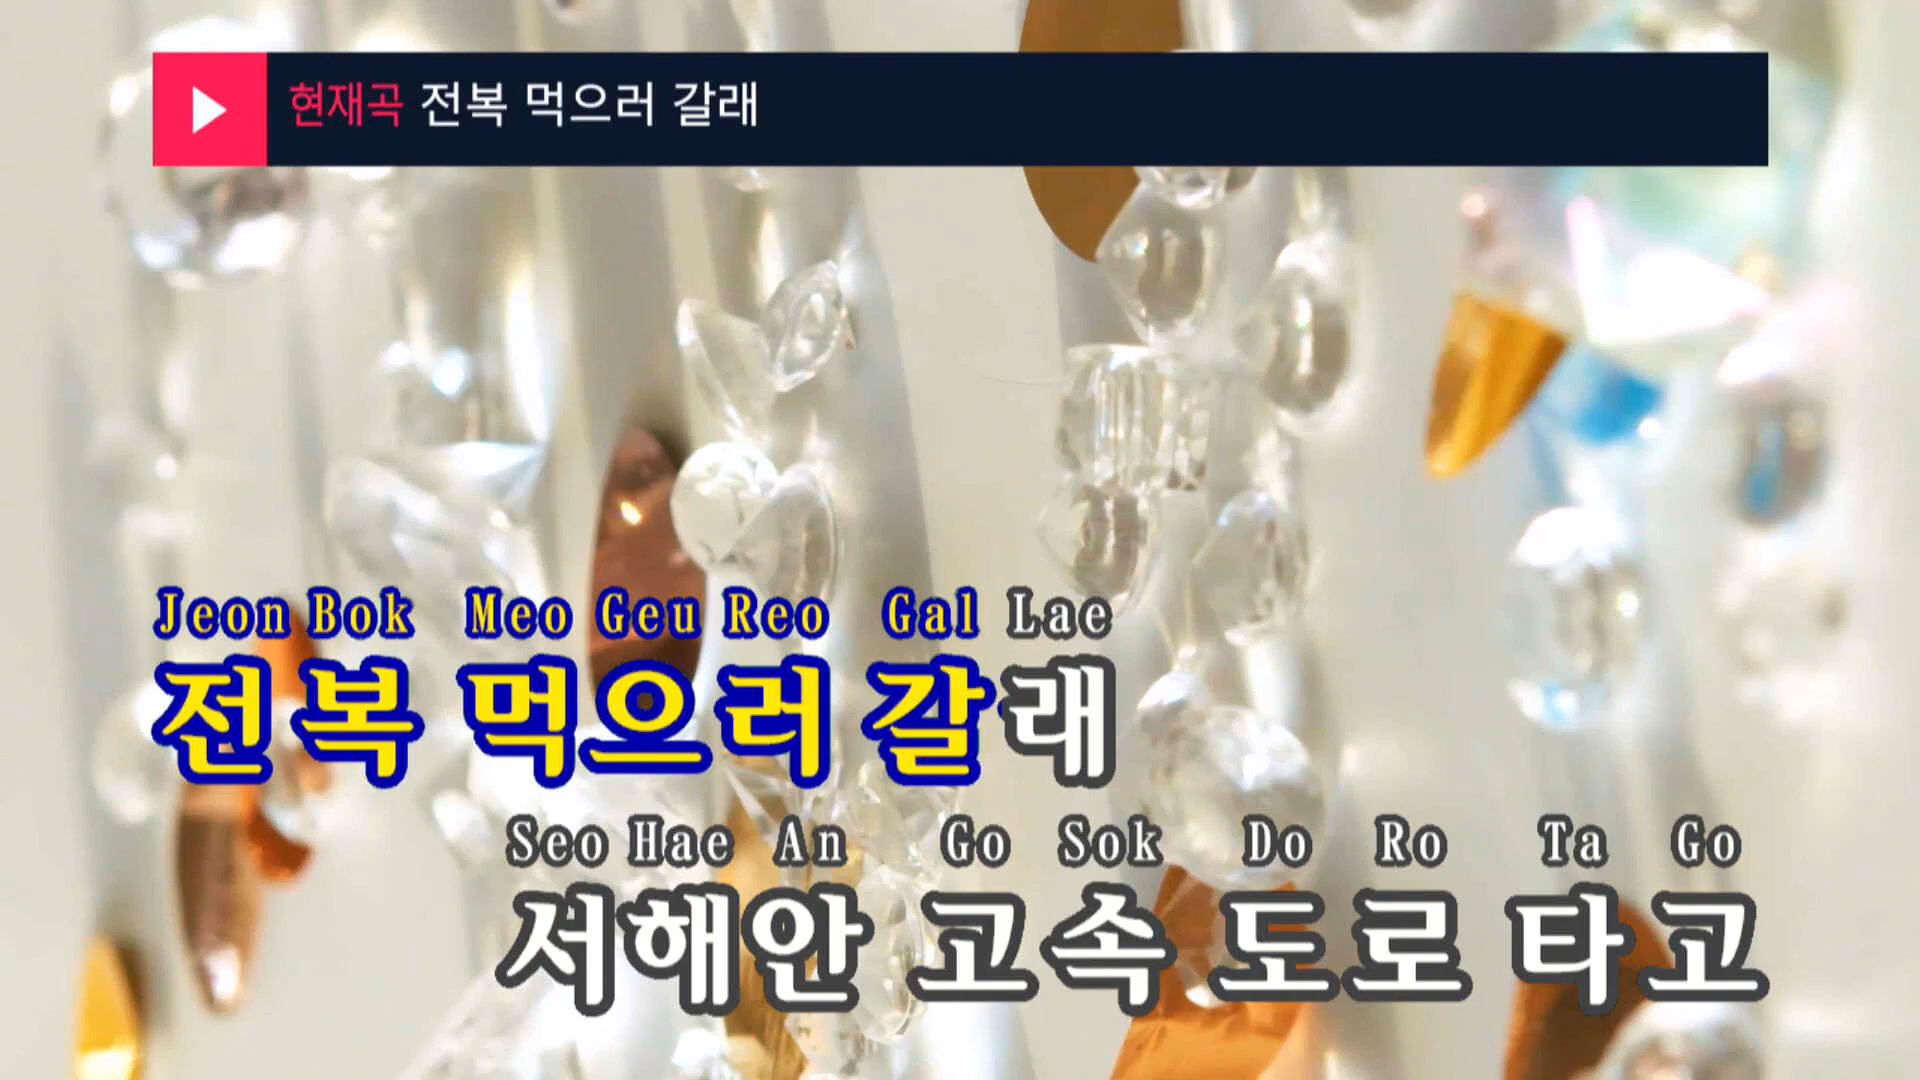 현재곡 전복 먹으러 갈래
Jeon Bok Meo Geu Reo Gal Lae
전복 먹으러 갈래
Seo Hae An Go Sok Do Ro Ta Go
서해안 고속 도로 타고